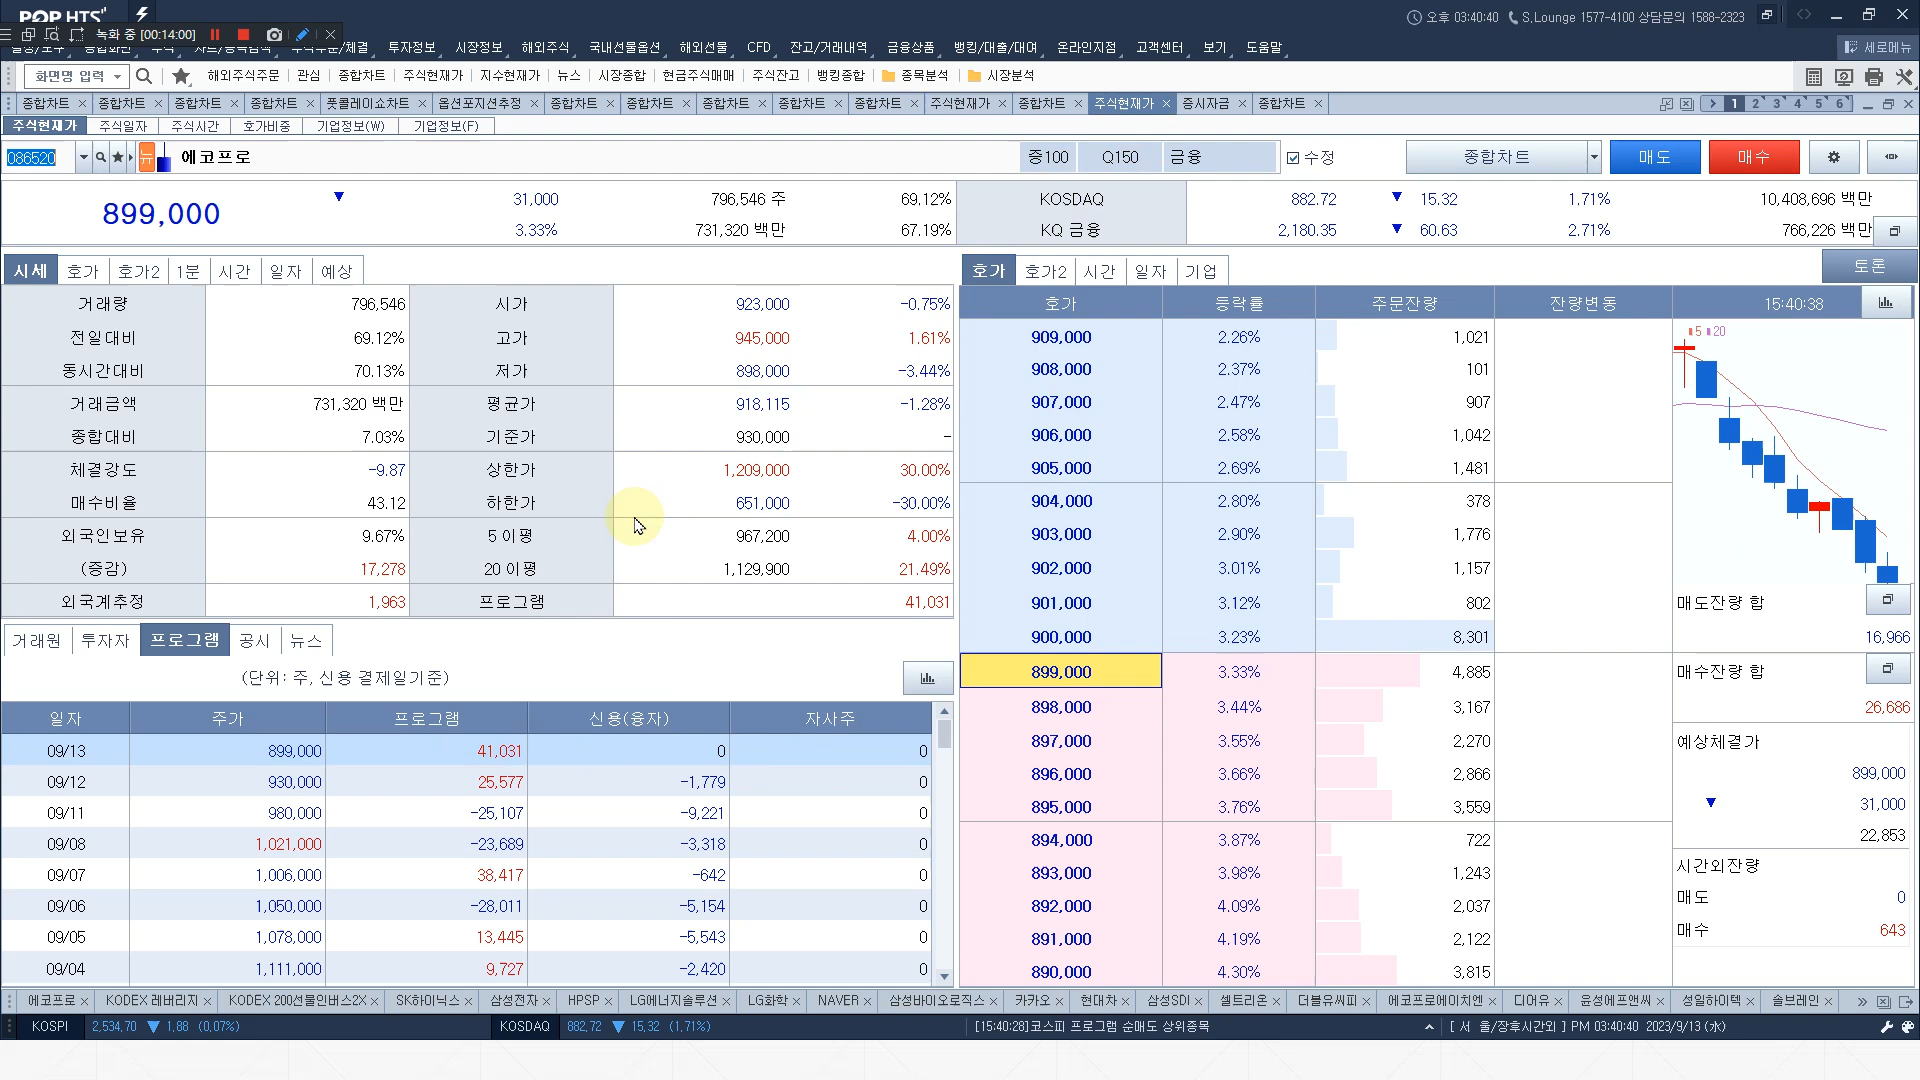 POP HTS
오후 03:40:40 S,Lounge 1577-4100 상담문의 1588-2323
녹화 중 [00:14:00]
투자정보 시장정보 해외주식 국내선물옵션 해외선물 CFD 잔고/거래내역 금융상품 뱅킹/대출/대여 온라인지점 고객센터 보기 도움말 세로메뉴
화면명 입력 해외주식주문 관심 종합차트 주식현재가 지수현재가 뉴스 시장종합 현금주식매매 주식잔고 뱅킹종합 종목분석 시장분석
종합차트 종합차트 종합차트 종합차트 풋콜레이쇼차트 옵션포지션추정 종합차트 종합차트 종합차트 종합차트 종합차트 주식현재가 종합차트 주식현재가 증시자금 종합차트 1 2 3 4 5 6
주식현재가 주식일자 주식시간 호가비중 기업정보(W) 기업정보(F)
086520 뉴 에코프로 증100 Q150 금융 수정 종합차트 매도 매수
899,000 ▼ 31,000 796,546 주 69.12% KOSDAQ 882.72 ▼ 15.32 1.71% 10,408,696 백만
3.33% 731,320 백만 67.19% KQ 금융 2,180.35 ▼ 60.63 2.71% 766,226 백만
시세 호가 호가2 1분 시간 일자 예상
거래량 796,546 시가 923,000 -0.75%
전일대비 69.12% 고가 945,000 1.61%
동시간대비 70.13% 저가 898,000 -3.44%
거래금액 731,320 백만 평균가 918,115 -1.28%
종합대비 7.03% 기준가 930,000 -
체결강도 -9.87 상한가 1,209,000 30.00%
매수비율 43.12 하한가 651,000 -30.00%
외국인보유 9.67% 5 이평 967,200 4.00%
(증감) 17,278 20 이평 1,129,900 21.49%
외국계추정 1,963 프로그램 41,031
거래원 투자자 프로그램 공시 뉴스
(단위: 주, 신용 결제일기준)
일자 주가 프로그램 신용(융자) 자사주
09/13 899,000 41,031 0 0
09/12 930,000 25,577 -1,779 0
09/11 980,000 -25,107 -9,221 0
09/08 1,021,000 -23,689 -3,318 0
09/07 1,006,000 38,417 -642 0
09/06 1,050,000 -28,011 -5,154 0
09/05 1,078,000 13,445 -5,543 0
09/04 1,111,000 9,727 -2,420 0
호가 호가2 시간 일자 기업 토론
호가 등락률 주문잔량 잔량변동 15:40:38
909,000 2.26% 1,021
908,000 2.37% 101
907,000 2.47% 907
906,000 2.58% 1,042
905,000 2.69% 1,481
904,000 2.80% 378
903,000 2.90% 1,776
902,000 3.01% 1,157
901,000 3.12% 802
900,000 3.23% 8,301
899,000 3.33% 4,885
898,000 3.44% 3,167
897,000 3.55% 2,270
896,000 3.66% 2,866
895,000 3.76% 3,559
894,000 3.87% 722
893,000 3.98% 1,243
892,000 4.09% 2,037
891,000 4.19% 2,122
890,000 4.30% 3,815
5 20
매도잔량 합
16,966
매수잔량 합
26,686
예상체결가
899,000
▼ 31,000
22,853
시간외잔량
매도 0
매수 643
에코프로 KODEX 레버리지 KODEX 200선물인버스2X SK하이닉스 삼성전자 HPSP LG에너지솔루션 LG화학 NAVER 삼성바이오로직스 카카오 현대차 삼성SDI 셀트리온 더블유씨피 에코프로에이치엔 디어유 윤성에프앤씨 성일하이텍 솔브레인
KOSPI 2,534,70 ▼ 1,88 (0,07%) KOSDAQ 882,72 ▼ 15,32 (1,71%) [15:40:28]코스피 프로그램 순매도 상위종목 [ 서 울/장후시간외 ] PM 03:40:40 2023/9/13 (水)